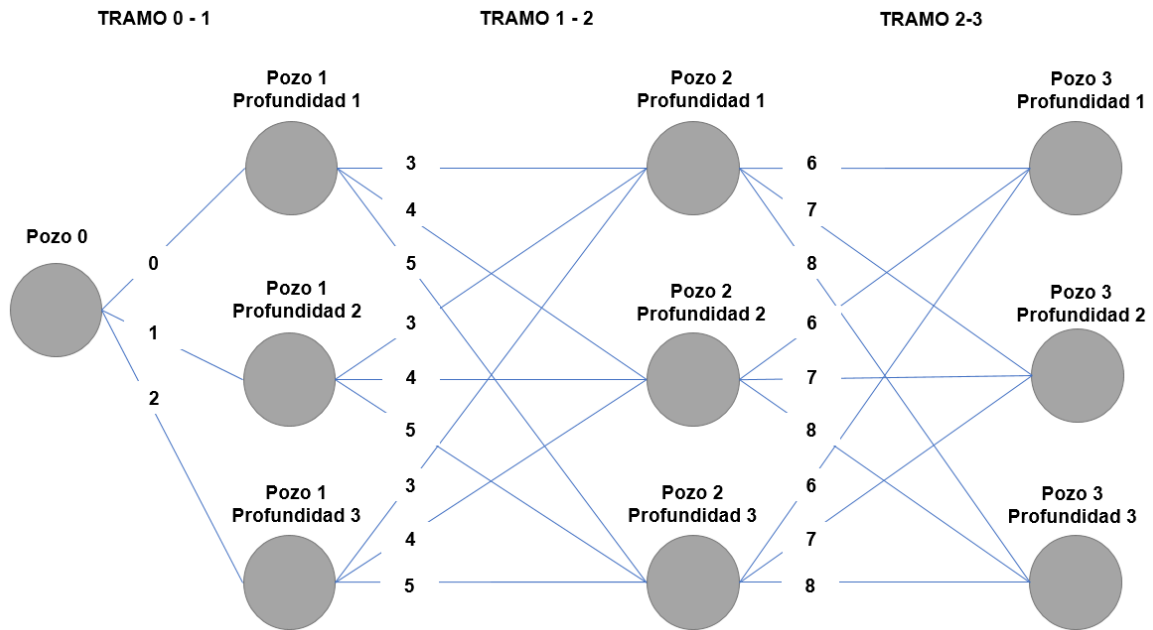 TRAMO 0 - 1
TRAMO 1 - 2
TRAMO 2-3
Pozo 0
0
1
2
Pozo 1
Profundidad 1
Pozo 1
Profundidad 2
Pozo 1
Profundidad 3
3
4
5
3
4
5
3
4
5
Pozo 2
Profundidad 1
Pozo 2
Profundidad 2
Pozo 2
Profundidad 3
6
7
8
6
7
8
6
7
8
Pozo 3
Profundidad 1
Pozo 3
Profundidad 2
Pozo 3
Profundidad 3